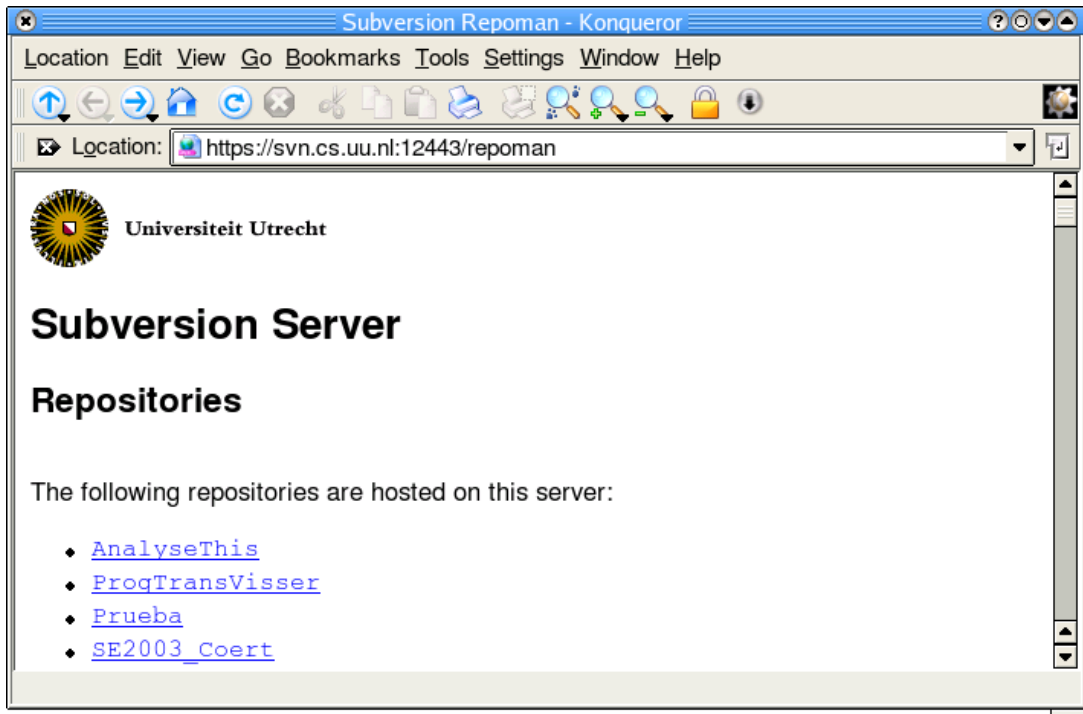 Subversion Repoman - Konqueror
Location Edit View Go Bookmarks Tools Settings Window Help
Location: https://svn.cs.uu.nl:12443/repoman
Universiteit Utrecht
Subversion Server
Repositories
The following repositories are hosted on this server:
AnalyseThis
ProgTransVisser
Prueba
SE2003_Coert